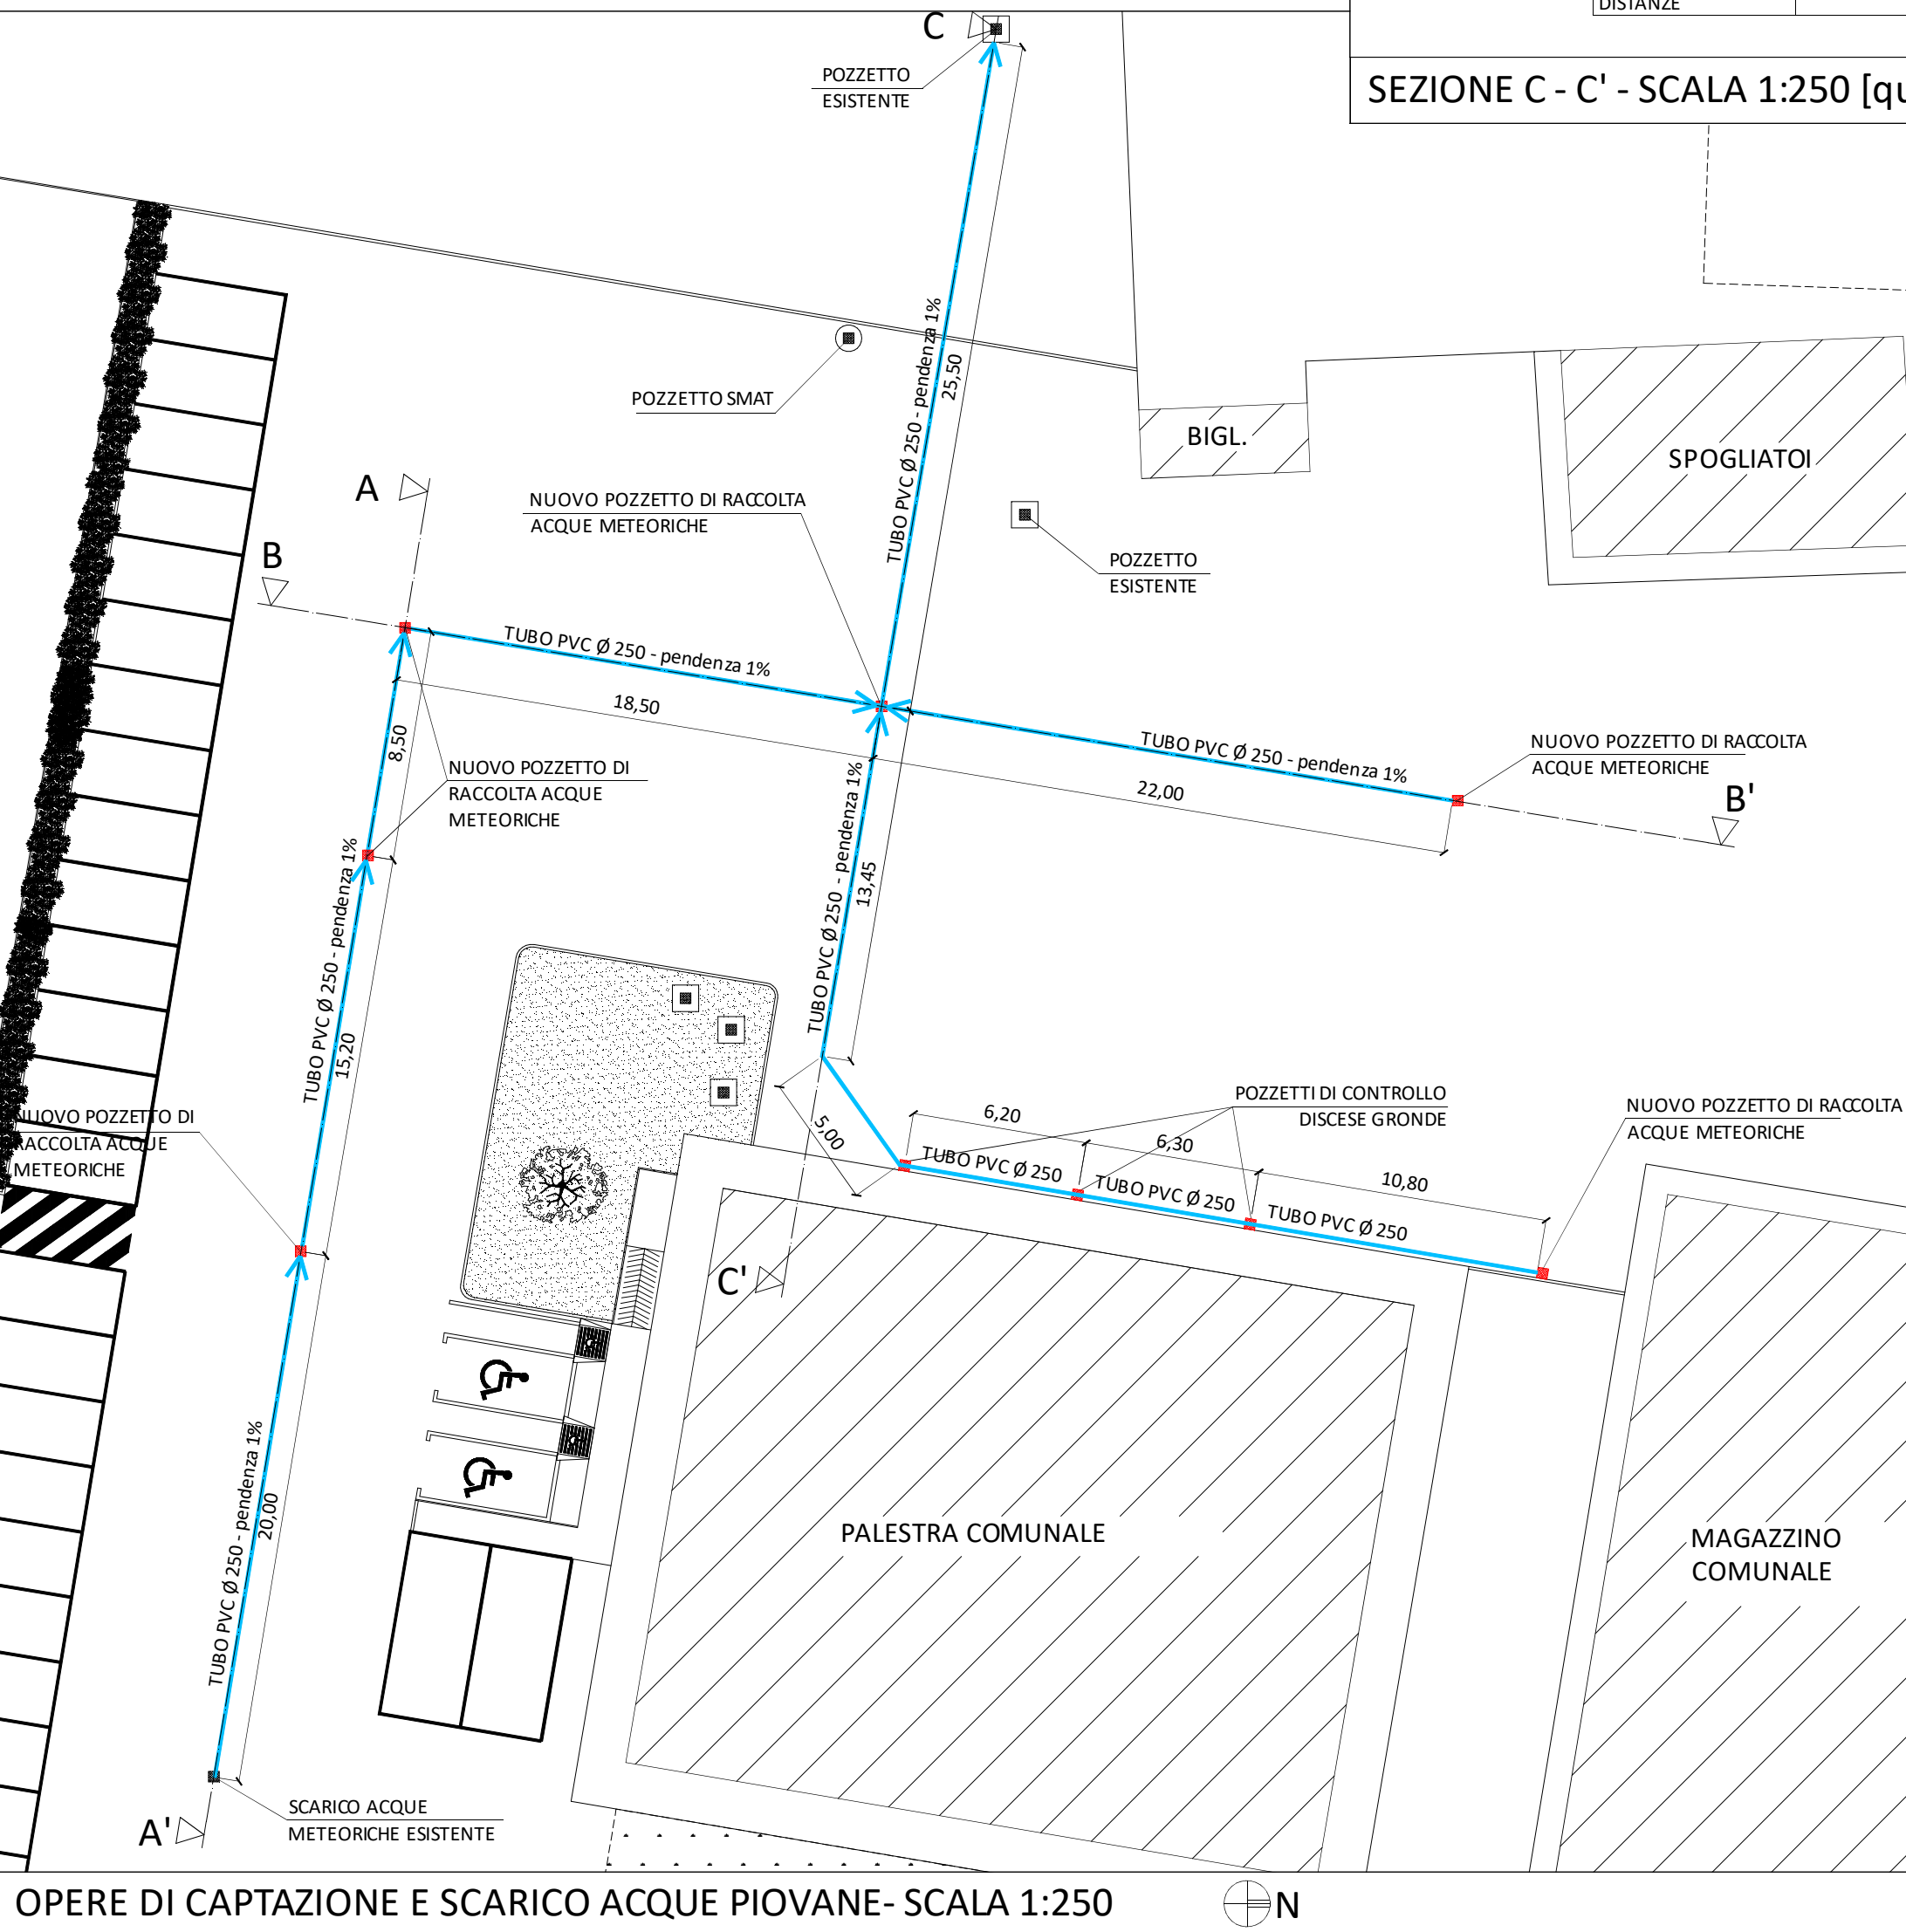 DISTANZE
SEZIONE C - C' - SCALA 1:250 [qu
C
POZZETTO
ESISTENTE
TUBO PVC Ø 250 - pendenza 1%
25,50
POZZETTO SMAT
BIGL.
SPOGLIATOI
A
NUOVO POZZETTO DI RACCOLTA
ACQUE METEORICHE
B
POZZETTO
ESISTENTE
TUBO PVC Ø 250 - pendenza 1%
18,50
8,50
NUOVO POZZETTO DI
RACCOLTA ACQUE
METEORICHE
TUBO PVC Ø 250 - pendenza 1%
22,00
NUOVO POZZETTO DI RACCOLTA
ACQUE METEORICHE
B'
TUBO PVC Ø 250 - pendenza 1%
13,45
TUBO PVC Ø 250 - pendenza 1%
15,20
NUOVO POZZETTO DI
RACCOLTA ACQUE
METEORICHE
5,00
6,20
6,30
10,80
POZZETTI DI CONTROLLO
DISCESE GRONDE
NUOVO POZZETTO DI RACCOLTA
ACQUE METEORICHE
TUBO PVC Ø 250
TUBO PVC Ø 250
TUBO PVC Ø 250
C'
TUBO PVC Ø 250 - pendenza 1%
20,00
PALESTRA COMUNALE
MAGAZZINO
COMUNALE
SCARICO ACQUE
METEORICHE ESISTENTE
A'
OPERE DI CAPTAZIONE E SCARICO ACQUE PIOVANE- SCALA 1:250
N